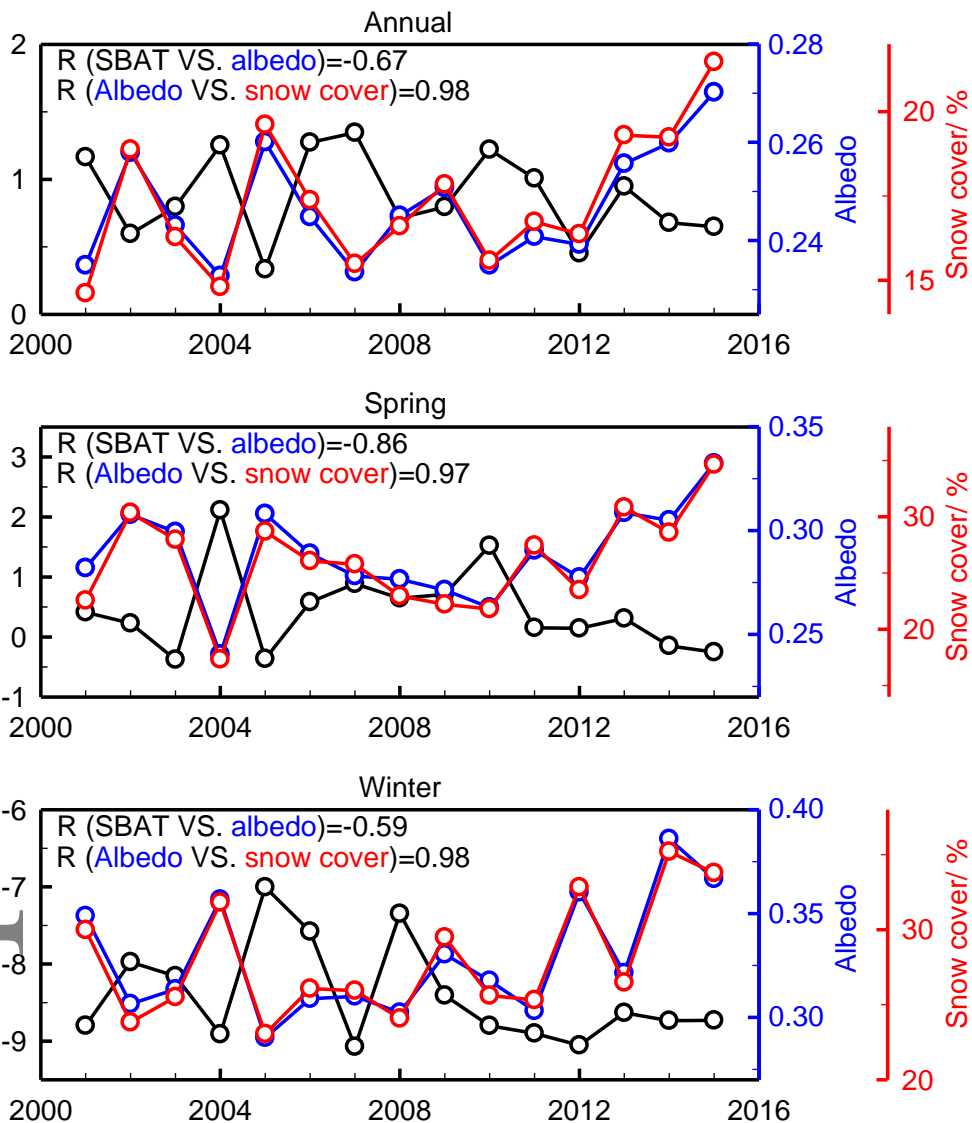 Annual
R (SBAT VS. albedo)=-0.67
R (Albedo VS. snow cover)=0.98
2
1
0
0.28
0.26
0.24
Albedo
20
15
Snow cover/ %
2000 2004 2008 2012 2016
Spring
R (SBAT VS. albedo)=-0.86
R (Albedo VS. snow cover)=0.97
3
2
1
0
-1
0.35
0.30
0.25
Albedo
30
20
Snow cover/ %
2000 2004 2008 2012 2016
Winter
R (SBAT VS. albedo)=-0.59
R (Albedo VS. snow cover)=0.98
-6
-7
-8
-9
0.40
0.35
0.30
Albedo
30
20
Snow cover/ %
2000 2004 2008 2012 2016